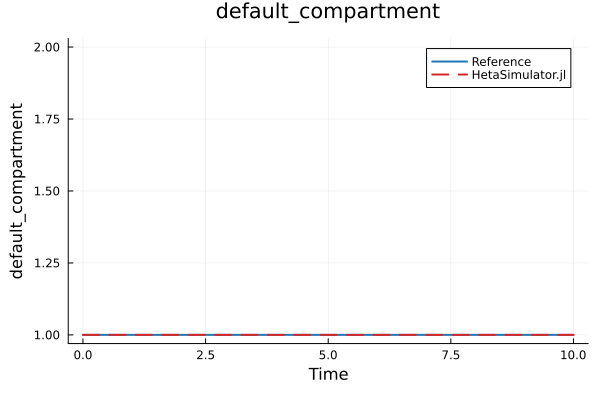 default_compartment
2.00
1.75
1.50
1.25
1.00
default_compartment
Reference
HetaSimulator.jl
0.0 2.5 5.0 7.5 10.0
Time